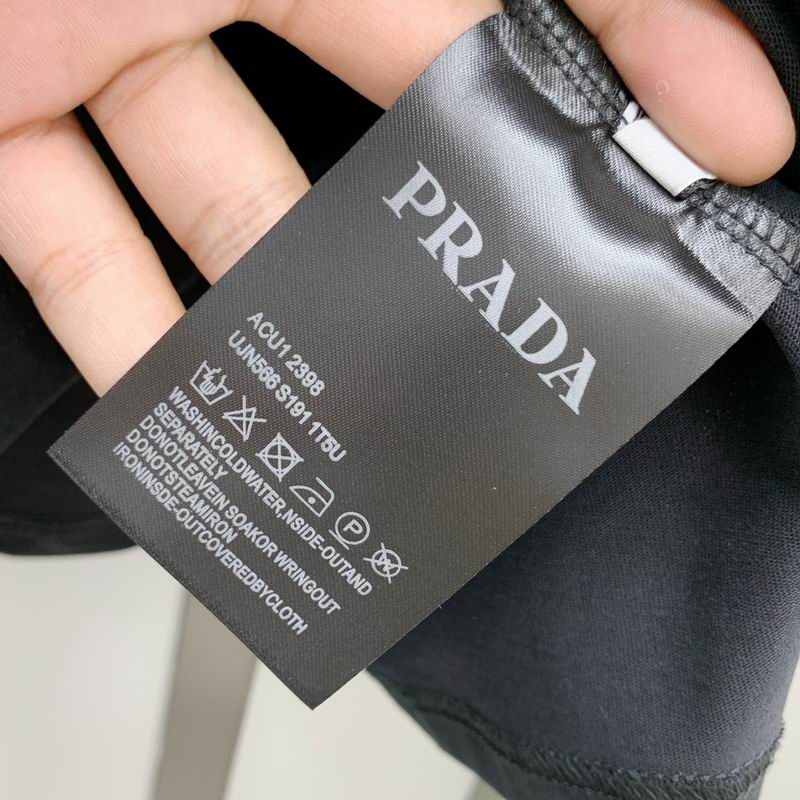 PRADA
ACU1 2398
UJN566 S191 1T5U
P
WASHINCOLDWATER.NSIDE-OUTAND
SEPARATELY
DONOTLEAVEIN SOAKOR WRINGOUT
DONOTSTEAMIRON
IRONINSDE-OUTCOVEREDBYCLOTH